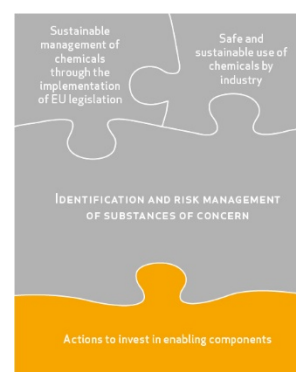 Sustainable
management of
chemicals
through the
implementation
of EU legislation
Safe and
sustainable use of
chemicals by
industry
IDENTIFICATION AND RISK MANAGEMENT
OF SUBSTANCES OF CONCERN
Actions to invest in enabling components